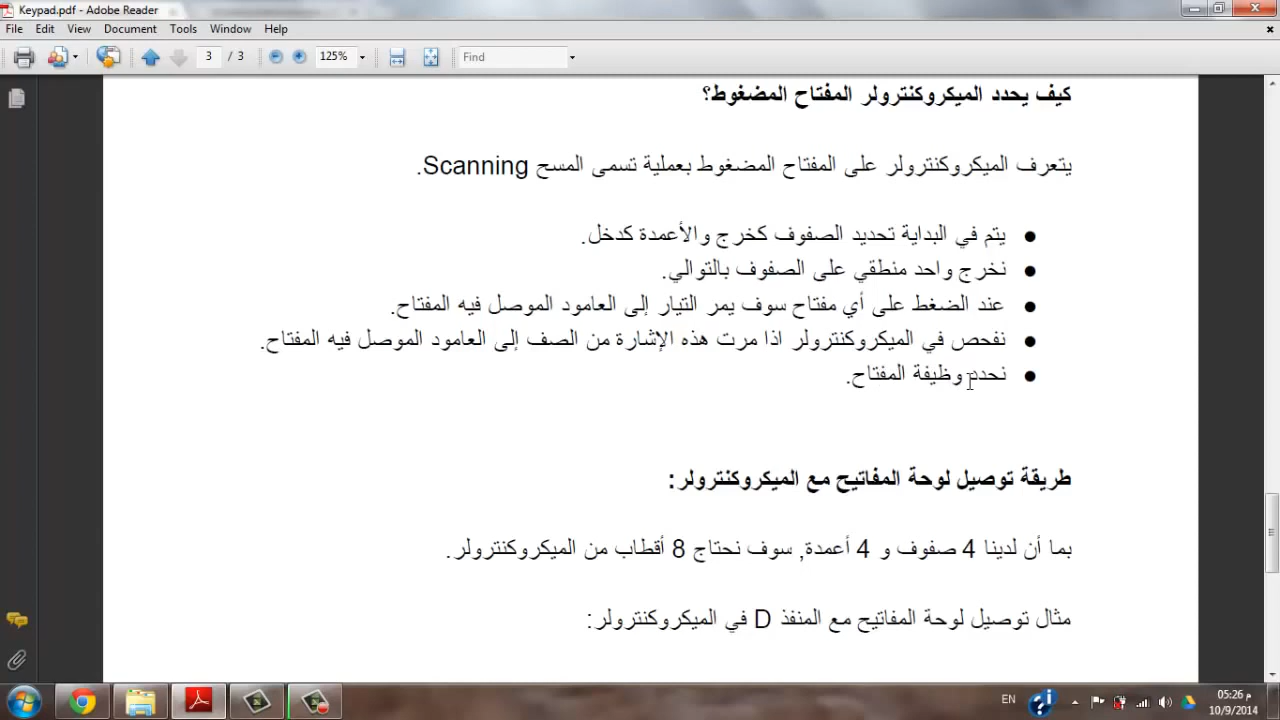 Keypad.pdf - Adobe Reader
File Edit View Document Tools Window Help
3 / 3 125% Find
كيف يحدد الميكروكنترولر المفتاح المضغوط؟
يتعرف الميكروكنترولر على المفتاح المضغوط بعملية تسمى المسح Scanning.
● يتم في البداية تحديد الصفوف كخرج والأعمدة كدخل.
● نخرج واحد منطقي على الصفوف بالتوالي.
● عند الضغط على أي مفتاح سوف يمر التيار إلى العامود الموصل فيه المفتاح.
● نفحص في الميكروكنترولر اذا مرت هذه الإشارة من الصف إلى العامود الموصل فيه المفتاح.
● نحدد وظيفة المفتاح.
طريقة توصيل لوحة المفاتيح مع الميكروكنترولر:
بما أن لدينا 4 صفوف و 4 أعمدة, سوف نحتاج 8 أقطاب من الميكروكنترولر.
مثال توصيل لوحة المفاتيح مع المنفذ D في الميكروكنترولر:
EN
05:26 م
10/9/2014